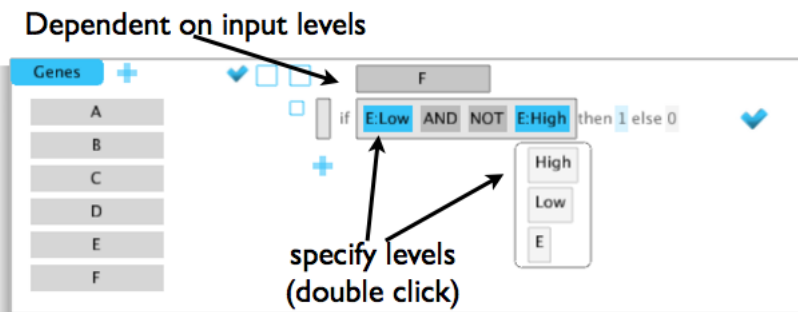 Dependent on input levels
Genes
F
A
if E:Low AND NOT E:High then 1 else 0
B
High
C
Low
D
E
E
F
specify levels
(double click)